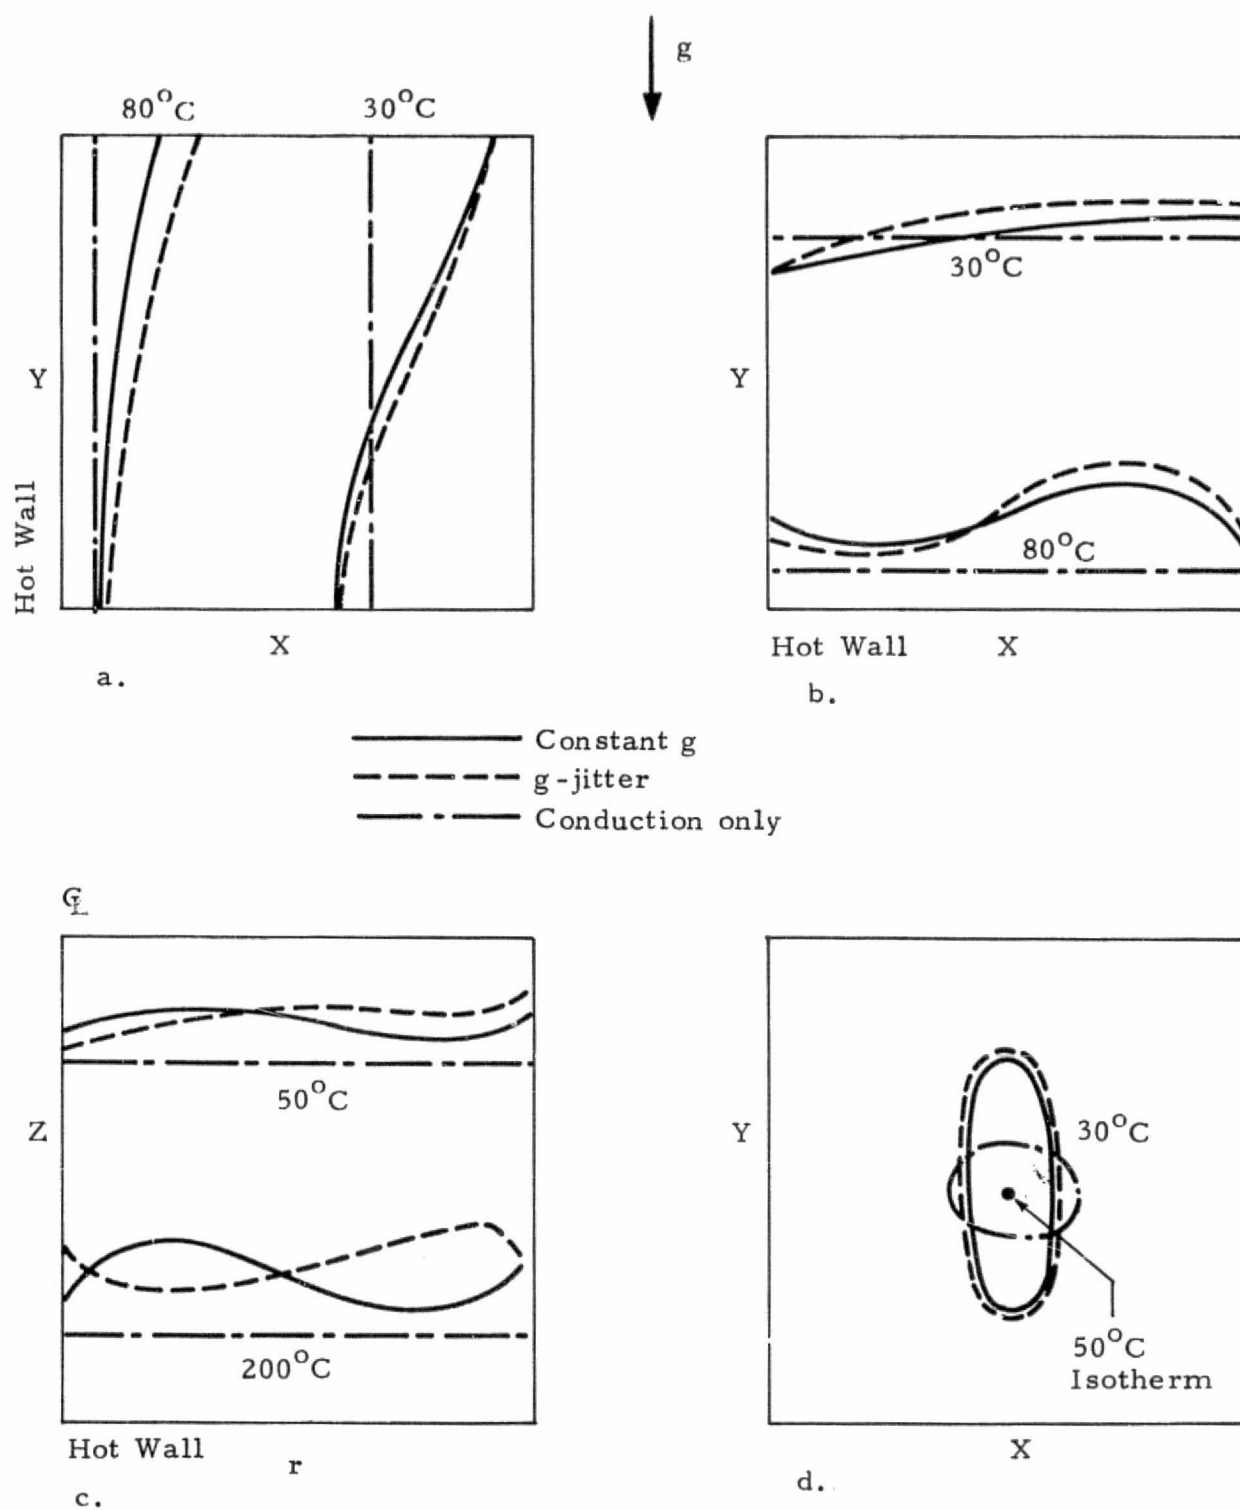 g
80°C
30°C
Y
Hot Wall
X
a.
30°C
Y
80°C
Hot Wall X
b.
Constant g
g-jitter
Conduction only
℄
50°C
Z
200°C
Hot Wall
r
c.
30°C
Y
50°C
Isotherm
X
d.